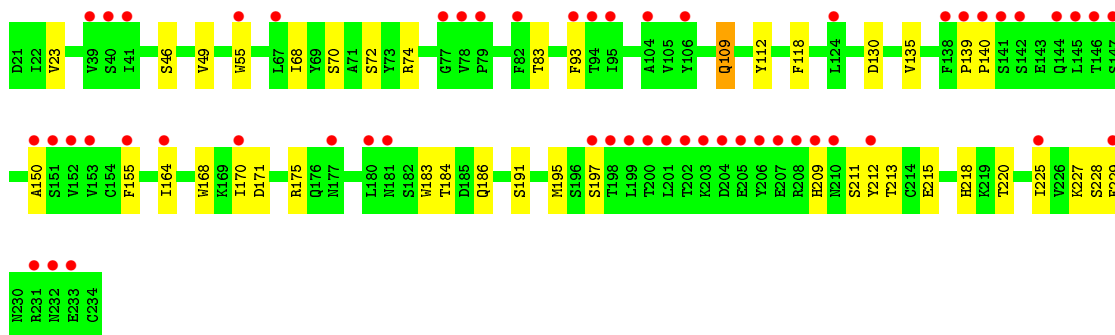 D21 I22 V23 V39 S40 I41 S46 V49 W55 L67 I68 Y69 S70 A71 S72 Y73 R74 G77 V78 P79 F82 T83 F93 T94 I95 A104 V105 Y106 Q109 Y112 F118 L124 D130 V135 F138 P139 P140 S141 S142 E143 Q144 L145 T146 S147
A150 S151 V152 V153 C154 F155 I164 W168 K169 I170 D171 R175 Q176 N177 L180 N181 S182 W183 T184 D185 Q186 S191 M195 S196 S197 T198 L199 T200 L201 T202 K203 D204 E205 Y206 E207 R208 H209 N210 S211 Y212 T213 C214 E215 H218 K219 T220 I225 V226 K227 S228 F229
N230 R231 N232 E233 C234